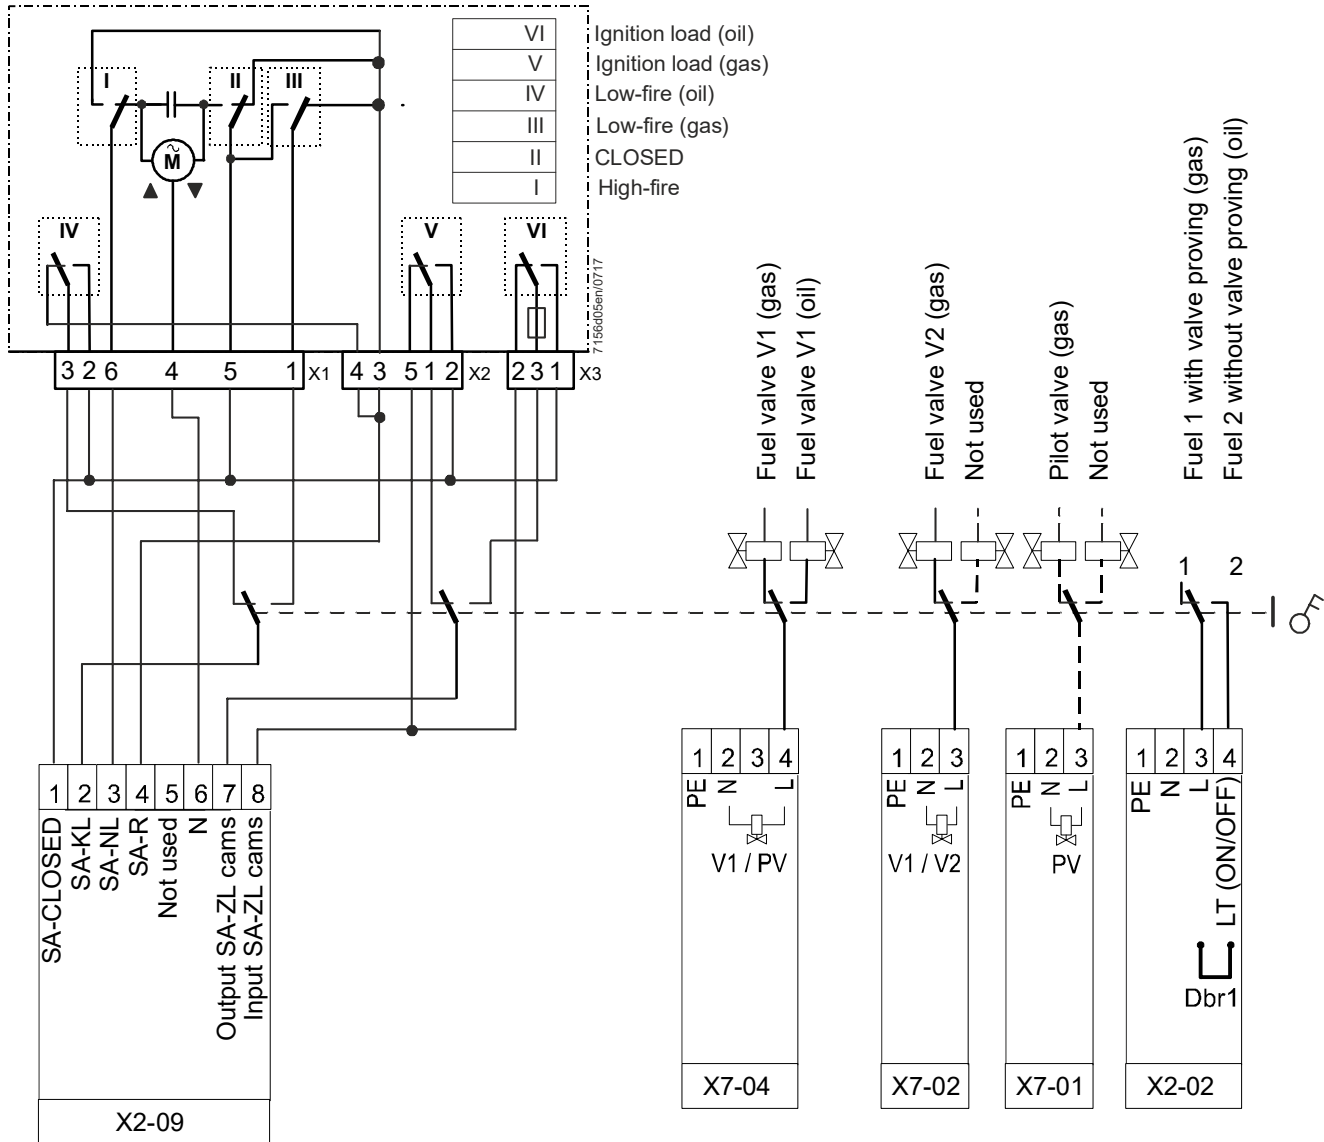 VI Ignition load (oil)
V Ignition load (gas)
IV Low-fire (oil)
III Low-fire (gas)
II CLOSED
I High-fire
I
II
III
~
M
IV
V
VI
7156d05en/0717
3 2 6 4 5 1 X1
4 3 5 1 2 X2
2 3 1 X3
Fuel valve V1 (gas)
Fuel valve V1 (oil)
Fuel valve V2 (gas)
Not used
Pilot valve (gas)
Not used
Fuel 1 with valve proving (gas)
Fuel 2 without valve proving (oil)
1 2
1 2 3 4 5 6 7 8
SA-CLOSED
SA-KL
SA-NL
SA-R
Not used
N
Output SA-ZL cams
Input SA-ZL cams
X2-09
1 2 3 4
PE
N
L
V1 / PV
X7-04
1 2 3
PE
N
L
V1 / V2
X7-02
1 2 3
PE
N
L
PV
X7-01
1 2 3 4
PE
N
L
LT (ON/OFF)
Dbr1
X2-02